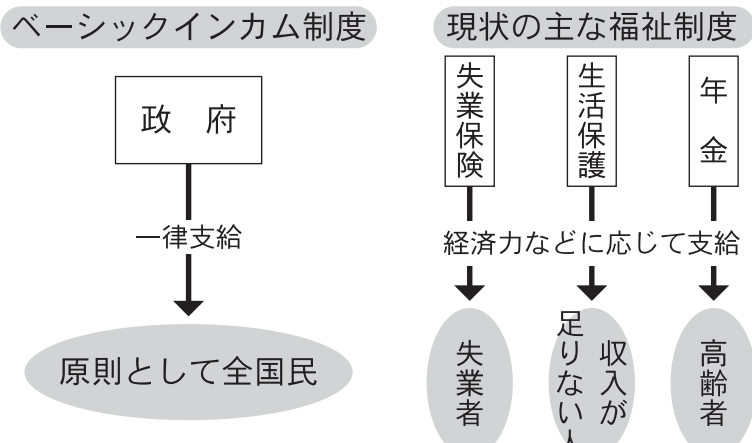 ベーシックインカム制度
政府
一律支給
原則として全国民
現状の主な福祉制度
失業保険
生活保護
年金
経済力などに応じて支給
失業者
収入が
足りない人
高齢者